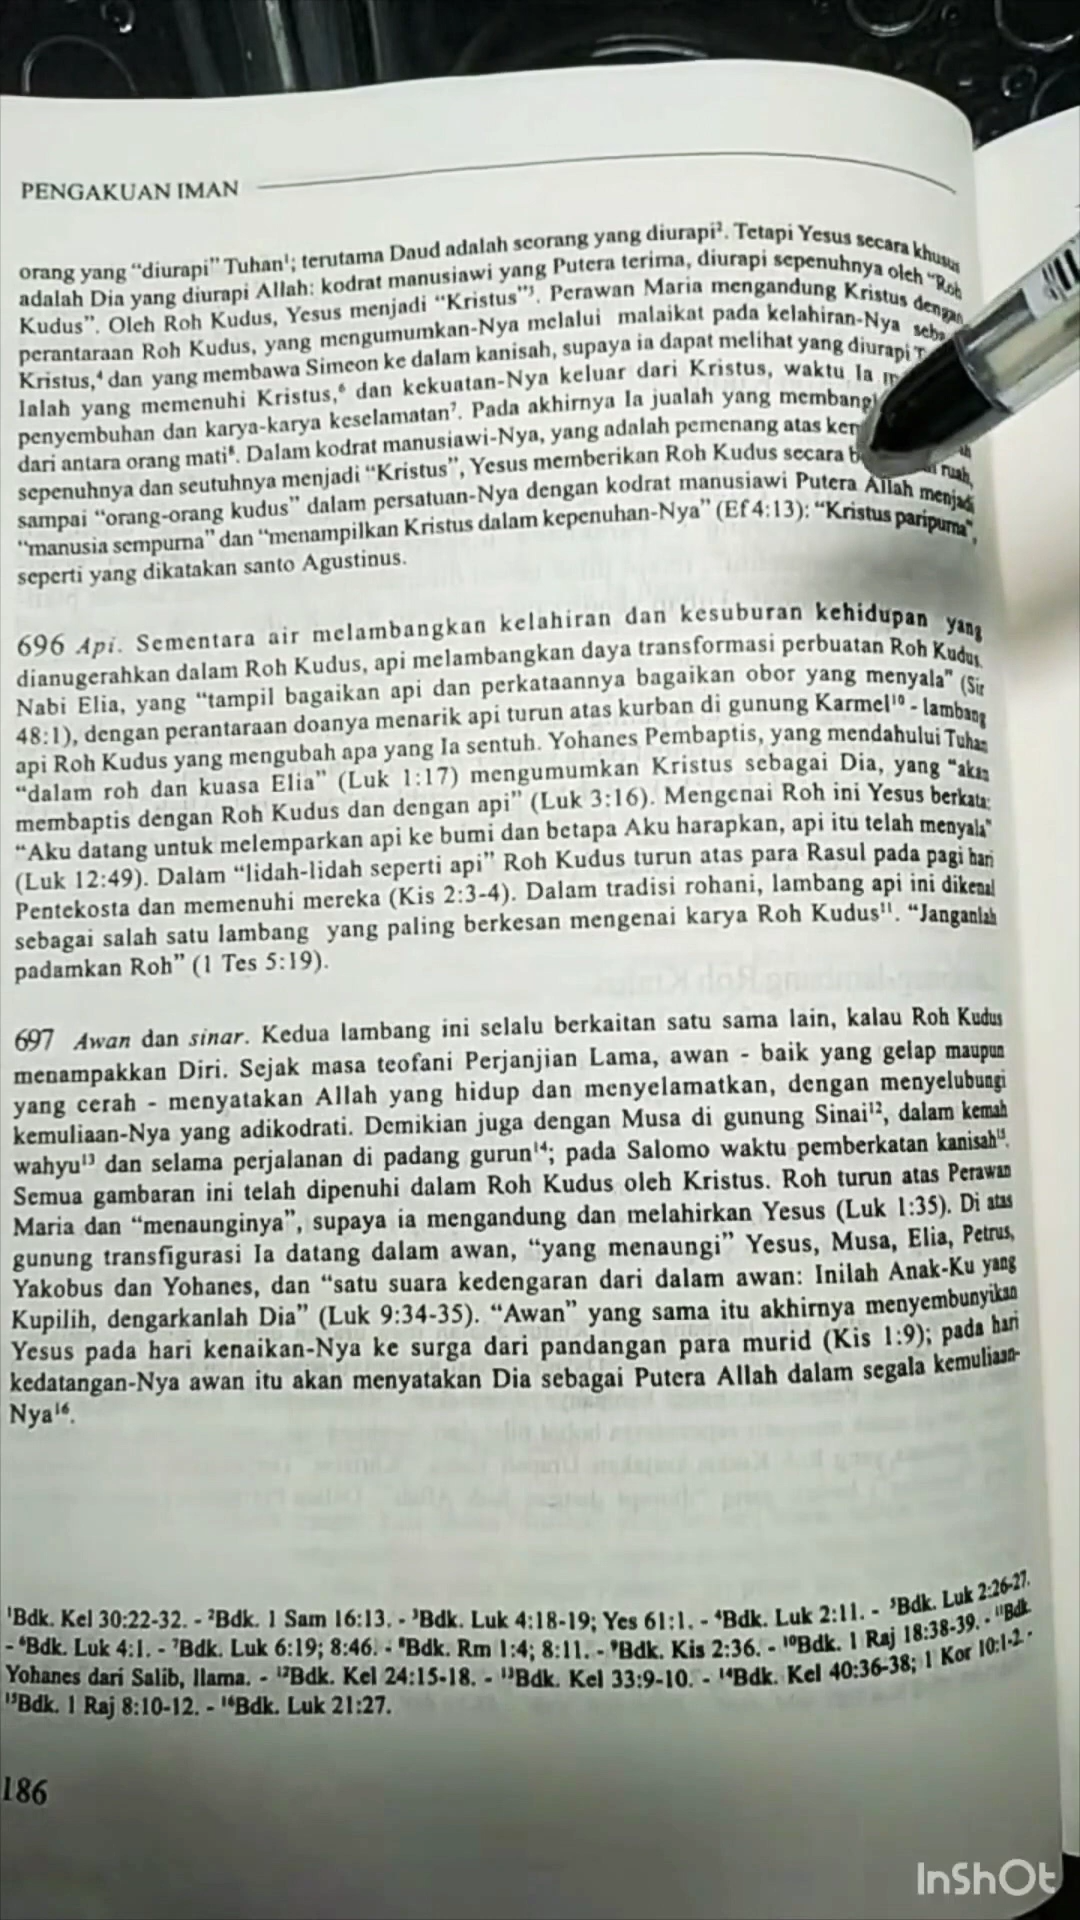 PENGAKUAN IMAN
orang yang “diurapi” Tuhan¹; terutama Daud adalah seorang yang diurapi². Tetapi Yesus secara khusus
adalah Dia yang diurapi Allah: kodrat manusiawi yang Putera terima, diurapi sepenuhnya oleh “Roh
Kudus”. Oleh Roh Kudus, Yesus menjadi “Kristus”³. Perawan Maria mengandung Kristus dengan
perantaraan Roh Kudus, yang mengumumkan-Nya melalui malaikat pada kelahiran-Nya
Kristus,⁴ dan yang membawa Simeon ke dalam kanisah, supaya ia dapat melihat yang diurapi
Ialah yang memenuhi Kristus,⁶ dan kekuatan-Nya keluar dari Kristus, waktu Ia
penyembuhan dan karya-karya keselamatan⁷. Pada akhirnya Ia jualah yang
dari antara orang mati⁸. Dalam kodrat manusiawi-Nya, yang adalah pemenang atas
sepenuhnya dan seutuhnya menjadi “Kristus”, Yesus memberikan Roh Kudus secara ruah,
sampai “orang-orang kudus” dalam persatuan-Nya dengan kodrat manusiawi Putera Allah menjadi
“manusia sempurna” dan “menampilkan Kristus dalam kepenuhan-Nya” (Ef 4:13): “Kristus paripurna”,
seperti yang dikatakan santo Agustinus.
696 Api. Sementara air melambangkan kelahiran dan kesuburan kehidupan yang
dianugerahkan dalam Roh Kudus, api melambangkan daya transformasi perbuatan Roh Kudus.
Nabi Elia, yang “tampil bagaikan api dan perkataannya bagaikan obor yang menyala” (Sir
48:1), dengan perantaraan doanya menarik api turun atas kurban di gunung Karmel¹⁰ - lambang
api Roh Kudus yang mengubah apa yang Ia sentuh. Yohanes Pembaptis, yang mendahului Tuhan
“dalam roh dan kuasa Elia” (Luk 1:17) mengumumkan Kristus sebagai Dia, yang “akan
membaptis dengan Roh Kudus dan dengan api” (Luk 3:16). Mengenai Roh ini Yesus berkata:
“Aku datang untuk melemparkan api ke bumi dan betapa Aku harapkan, api itu telah menyala”
(Luk 12:49). Dalam “lidah-lidah seperti api” Roh Kudus turun atas para Rasul pada pagi hari
Pentekosta dan memenuhi mereka (Kis 2:3-4). Dalam tradisi rohani, lambang api ini dikenal
sebagai salah satu lambang yang paling berkesan mengenai karya Roh Kudus¹¹. “Janganlah
padamkan Roh” (1 Tes 5:19).
697 Awan dan sinar. Kedua lambang ini selalu berkaitan satu sama lain, kalau Roh Kudus
menampakkan Diri. Sejak masa teofani Perjanjian Lama, awan - baik yang gelap maupun
yang cerah - menyatakan Allah yang hidup dan menyelamatkan, dengan menyelubungi
kemuliaan-Nya yang adikodrati. Demikian juga dengan Musa di gunung Sinai¹², dalam kemah
wahyu¹³ dan selama perjalanan di padang gurun¹⁴; pada Salomo waktu pemberkatan kanisah¹⁵.
Semua gambaran ini telah dipenuhi dalam Roh Kudus oleh Kristus. Roh turun atas Perawan
Maria dan “menaunginya”, supaya ia mengandung dan melahirkan Yesus (Luk 1:35). Di atas
gunung transfigurasi Ia datang dalam awan, “yang menaungi” Yesus, Musa, Elia, Petrus,
Yakobus dan Yohanes, dan “satu suara kedengaran dari dalam awan: Inilah Anak-Ku yang
Kupilih, dengarkanlah Dia” (Luk 9:34-35). “Awan” yang sama itu akhirnya menyembunyikan
Yesus pada hari kenaikan-Nya ke surga dari pandangan para murid (Kis 1:9); pada hari
kedatangan-Nya awan itu akan menyatakan Dia sebagai Putera Allah dalam segala kemuliaan-
Nya¹⁶.
¹Bdk. Kel 30:22-32. - ²Bdk. 1 Sam 16:13. - ³Bdk. Luk 4:18-19; Yes 61:1. - ⁴Bdk. Luk 2:11. - ⁵Bdk. Luk 2:26-27.
- ⁶Bdk. Luk 4:1. - ⁷Bdk. Luk 6:19; 8:46. - ⁸Bdk. Rm 1:4; 8:11. - ⁹Bdk. Kis 2:36. - ¹⁰Bdk. 1 Raj 18:38-39. - ¹¹Bdk.
Yohanes dari Salib, llama. - ¹²Bdk. Kel 24:15-18. - ¹³Bdk. Kel 33:9-10. - ¹⁴Bdk. Kel 40:36-38; 1 Kor 10:1-2. -
¹⁵Bdk. 1 Raj 8:10-12. - ¹⁶Bdk. Luk 21:27.
186
InShOt